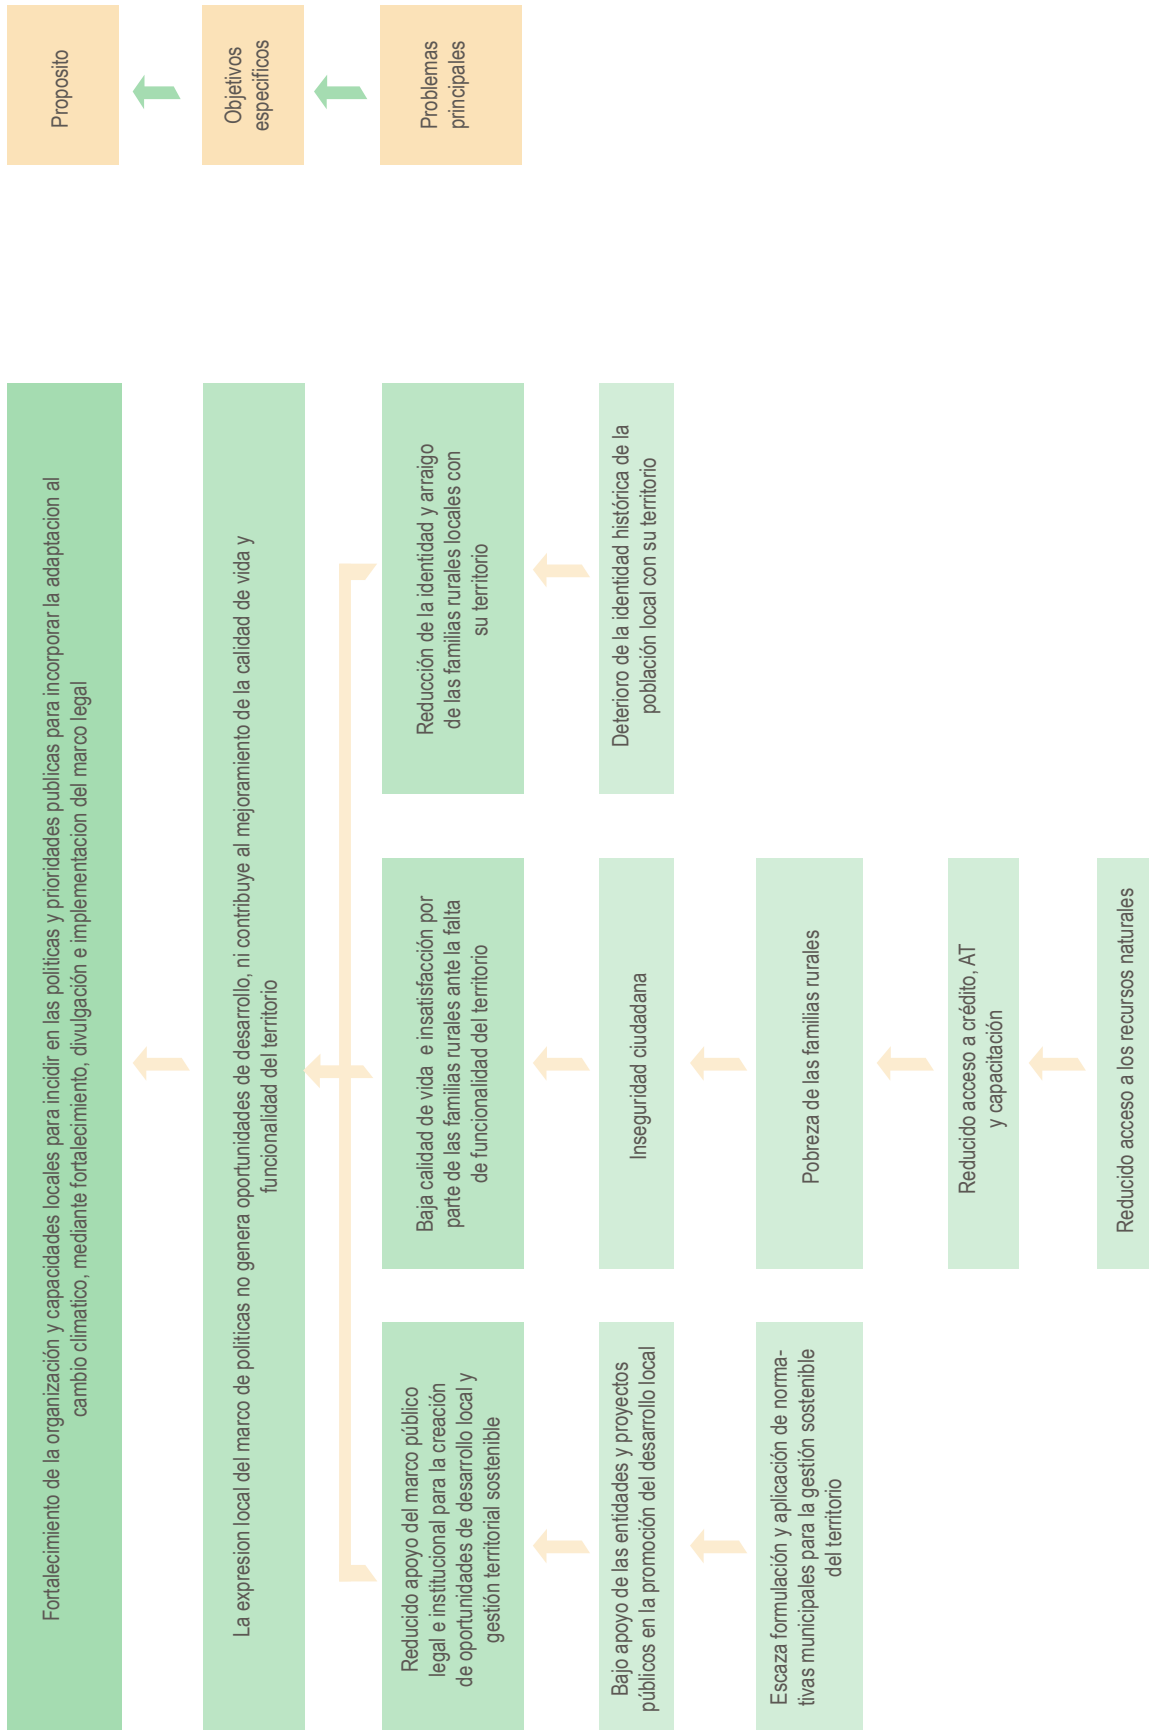 Proposito
Fortalecimiento de la organización y capacidades locales para incidir en las politicas y prioridades publicas para incorporar la adaptacion al
cambio climatico, mediante fortalecimiento, divulgación e implementacion del marco legal
Objetivos
especificos
La expresion local del marco de politicas no genera oportunidades de desarrollo, ni contribuye al mejoramiento de la calidad de vida y
funcionalidad del territorio
Problemas
principales
Reducido apoyo del marco público
legal e institucional para la creación
de oportunidades de desarrollo local y
gestión territorial sostenible
Baja calidad de vida e insatisfacción por
parte de las familias rurales ante la falta
de funcionalidad del territorio
Reducción de la identidad y arraigo
de las familias rurales locales con
su territorio
Bajo apoyo de las entidades y proyectos
públicos en la promoción del desarrollo local
Inseguridad ciudadana
Deterioro de la identidad histórica de la
población local con su territorio
Escaza formulación y aplicación de norma-
tivas municipales para la gestión sostenible
del territorio
Pobreza de las familias rurales
Reducido acceso a crédito, AT
y capacitación
Reducido acceso a los recursos naturales